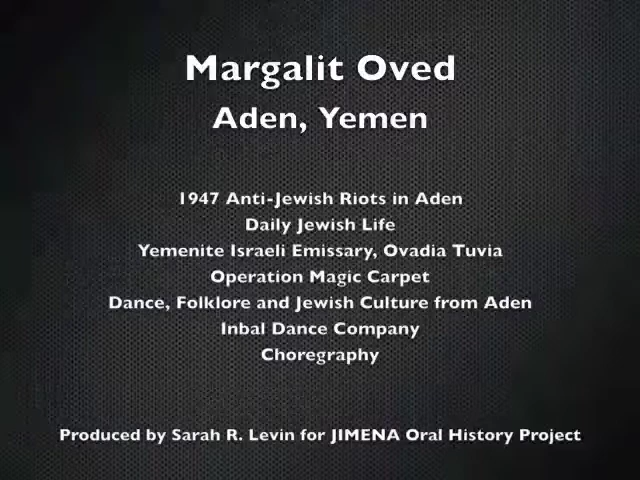 Margalit Oved
Aden, Yemen
1947 Anti-Jewish Riots in Aden
Daily Jewish Life
Yemenite Israeli Emissary, Ovadia Tuvia
Operation Magic Carpet
Dance, Folklore and Jewish Culture from Aden
Inbal Dance Company
Choregraphy
Produced by Sarah R. Levin for JIMENA Oral History Project